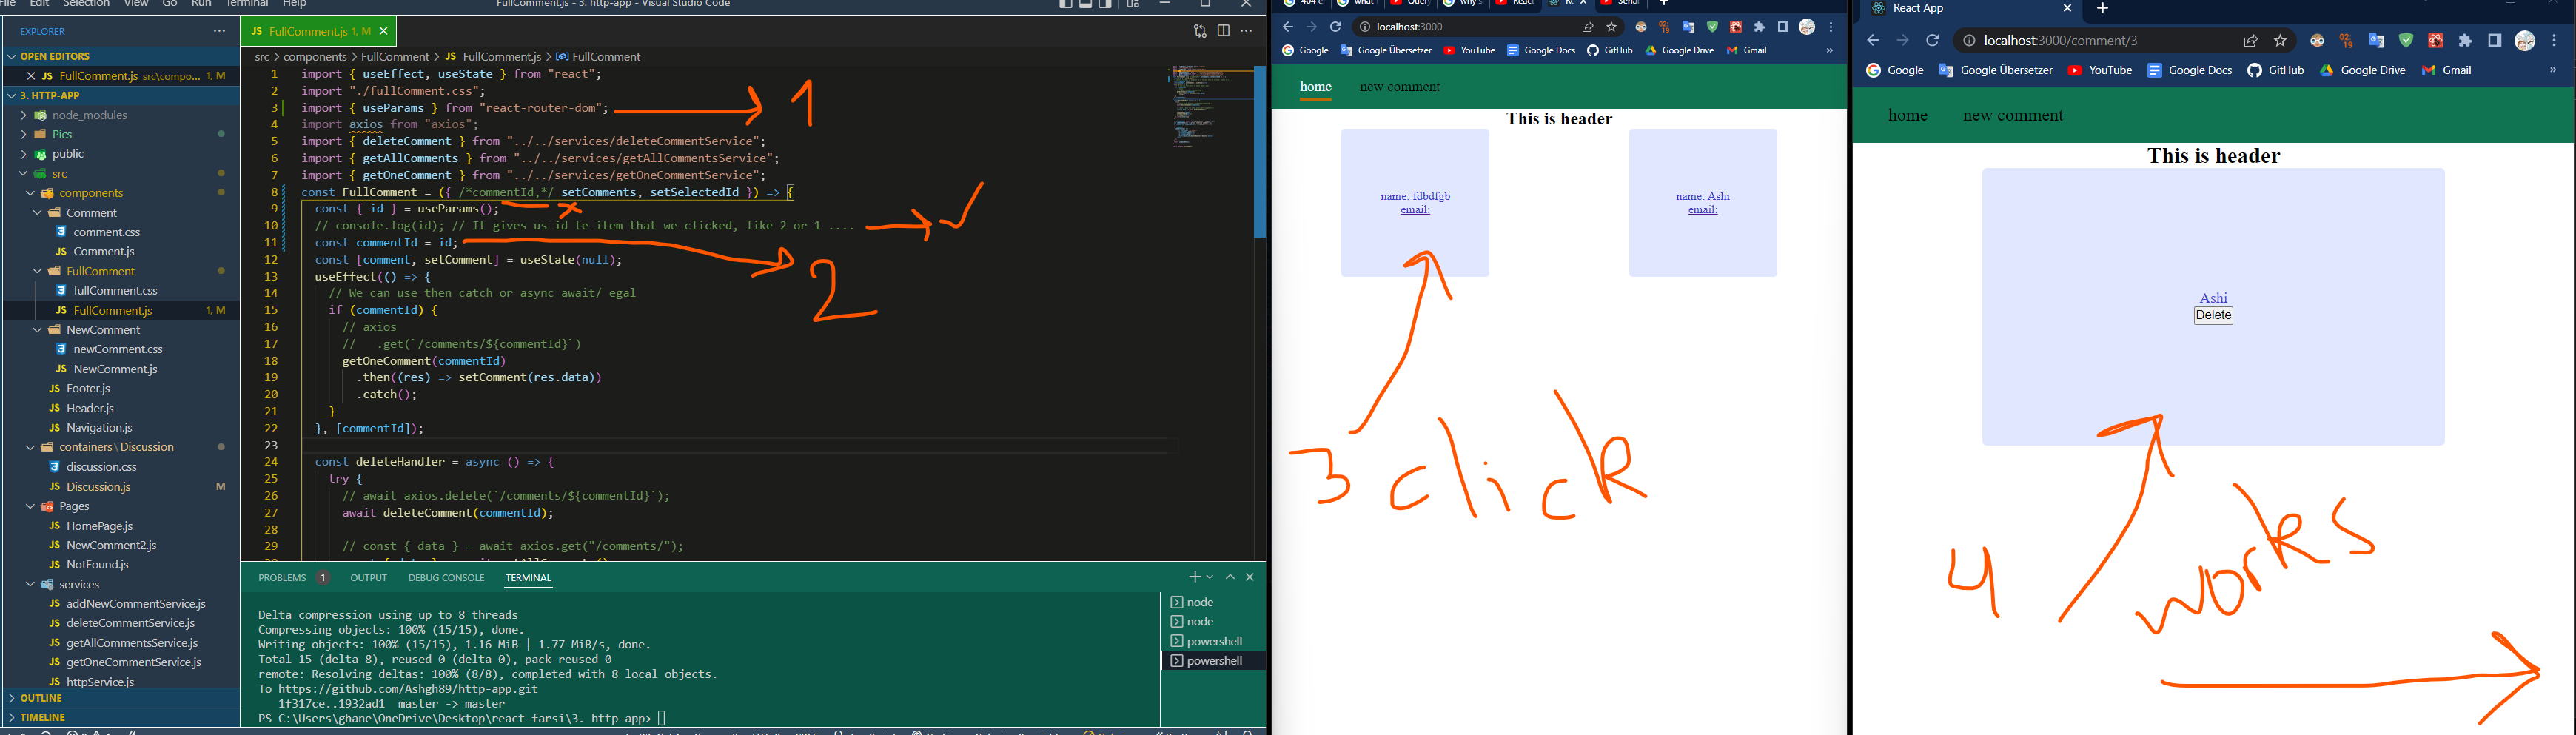 File Edit Selection View Go Run Terminal Help
FullComment.js - 3. http-app - Visual Studio Code
EXPLORER
OPEN EDITORS
FullComment.js src\compo... 1, M
3. HTTP-APP
node_modules
Pics
public
src
components
Comment
comment.css
Comment.js
FullComment
fullComment.css
FullComment.js 1, M
NewComment
newComment.css
NewComment.js
Footer.js
Header.js
Navigation.js
containers\Discussion
discussion.css
Discussion.js M
Pages
HomePage.js
NewComment2.js
NotFound.js
services
addNewCommentService.js
deleteCommentService.js
getAllCommentsService.js
getOneCommentService.js
httpService.js
OUTLINE
TIMELINE
FullComment.js 1, M
src > components > FullComment > FullComment.js > FullComment
1 import { useEffect, useState } from "react";
2 import "./fullComment.css";
3 import { useParams } from "react-router-dom";
4 import axios from "axios";
5 import { deleteComment } from "../../services/deleteCommentService";
6 import { getAllComments } from "../../services/getAllCommentsService";
7 import { getOneComment } from "../../services/getOneCommentService";
8 const FullComment = ({ /*commentId,*/ setComments, setSelectedId }) => {
9 const { id } = useParams();
10 // console.log(id); // It gives us id te item that we clicked, like 2 or 1 ....
11 const commentId = id;
12 const [comment, setComment] = useState(null);
13 useEffect(() => {
14 // We can use then catch or async await/ egal
15 if (commentId) {
16 // axios
17 // .get(`/comments/${commentId}`)
18 getOneComment(commentId)
19 .then((res) => setComment(res.data))
20 .catch();
21 }
22 }, [commentId]);
23
24 const deleteHandler = async () => {
25 try {
26 // await axios.delete(`/comments/${commentId}`);
27 await deleteComment(commentId);
28
29 // const { data } = await axios.get("/comments/");
1
2
PROBLEMS 1 OUTPUT DEBUG CONSOLE TERMINAL
Delta compression using up to 8 threads
Compressing objects: 100% (15/15), done.
Writing objects: 100% (15/15), 1.16 MiB | 1.77 MiB/s, done.
Total 15 (delta 8), reused 0 (delta 0), pack-reused 0
remote: Resolving deltas: 100% (8/8), completed with 8 local objects.
To https://github.com/Ashgh89/http-app.git
1f317ce..1932ad1 master -> master
PS C:\Users\ghane\OneDrive\Desktop\react-farsi\3. http-app>
node
node
powershell
powershell
localhost:3000
02:
19
Google Google Übersetzer YouTube Google Docs GitHub Google Drive Gmail »
home new comment
This is header
name: fdbdfgb
email:
name: Ashi
email:
3 click
React App
localhost:3000/comment/3
02:
19
Google Google Übersetzer YouTube Google Docs GitHub Google Drive Gmail »
home new comment
This is header
Ashi
Delete
4 works